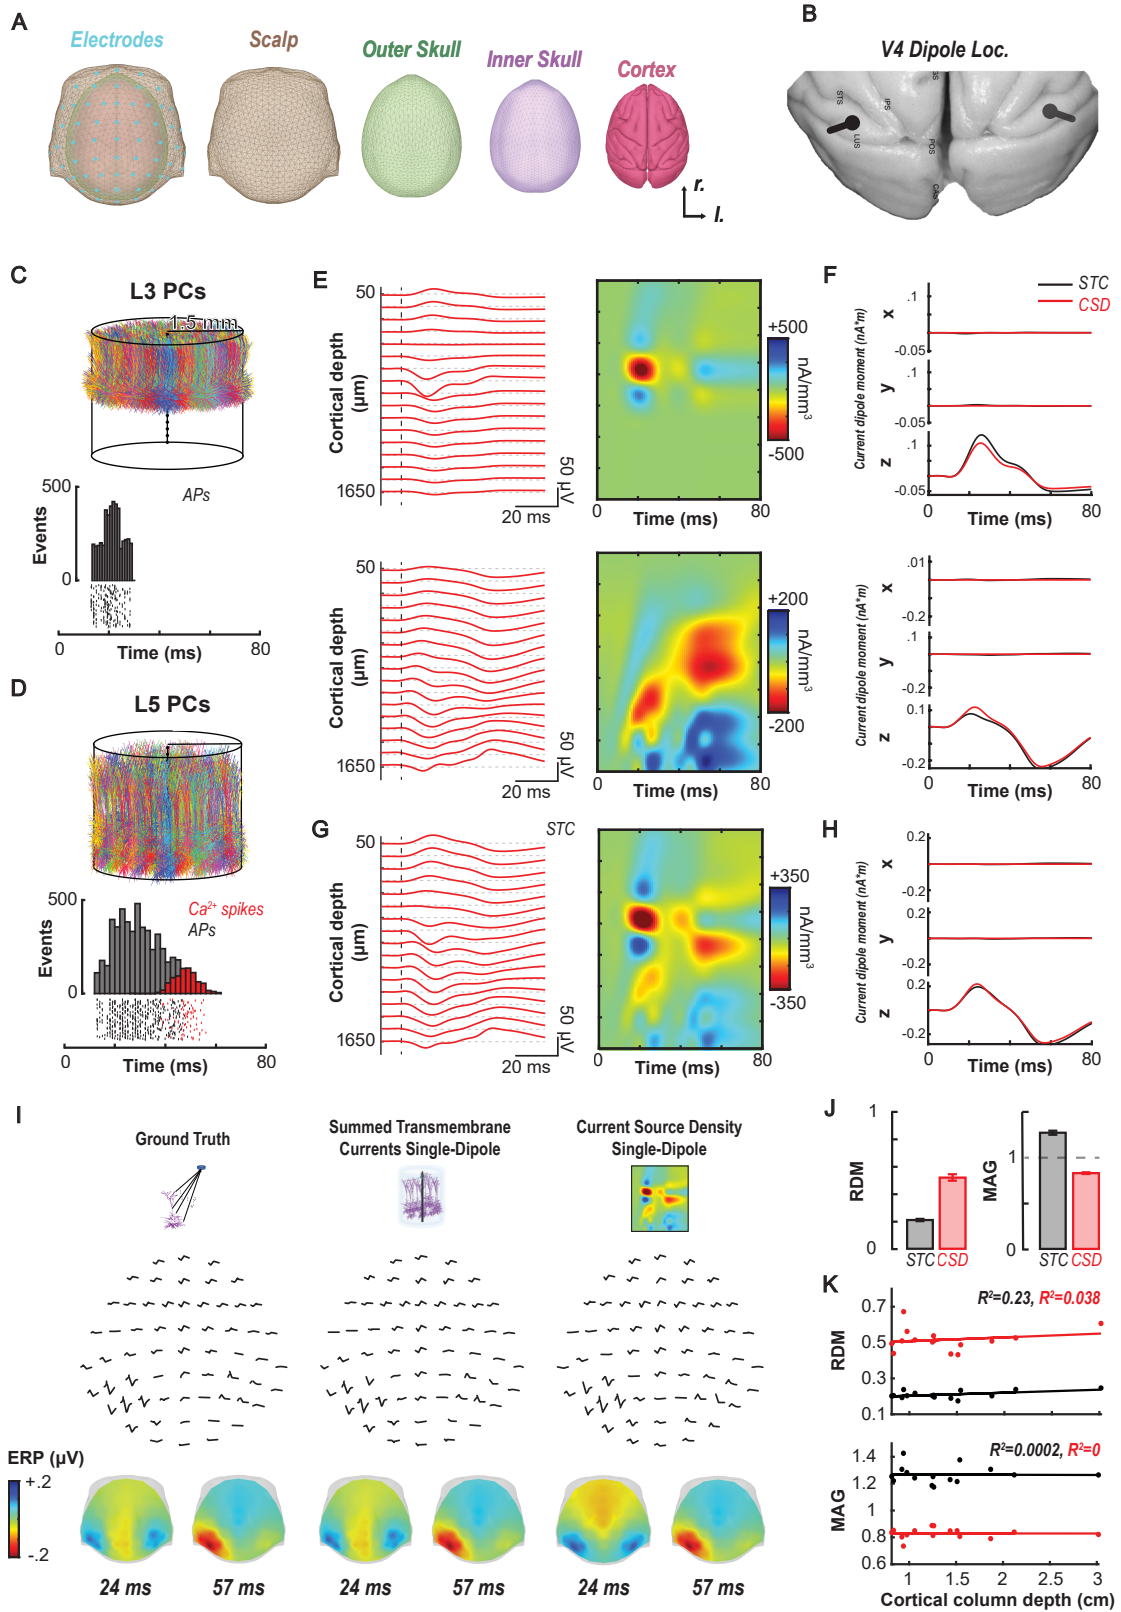 A
Electrodes
Scalp
Outer Skull
Inner Skull
Cortex
r.
l.
B
V4 Dipole Loc.
STS
IPS
LUS
POS
C
L3 PCs
1.5 mm
500
APs
Events
0
0
80
Time (ms)
D
L5 PCs
500
Ca²⁺ spikes
APs
Events
0
0
80
Time (ms)
E
50
Cortical depth
(µm)
1650
50 µV
20 ms
+500
nA/mm³
-500
0
Time (ms)
80
Cortical depth
(µm)
50
1650
50 µV
20 ms
+200
nA/mm³
-200
0
Time (ms)
80
F
STC
CSD
Current dipole moment (nA*m)
.1
x
-0.05
.1
y
-0.05
.1
z
-0.05
0
Time (ms)
80
Current dipole moment (nA*m)
.01
x
-0.2
.1
y
-0.2
0.1
z
-0.2
0
Time (ms)
80
G
STC
50
Cortical depth
(µm)
1650
50 µV
20 ms
+350
nA/mm³
-350
0
Time (ms)
80
H
Current dipole moment (nA*m)
0.2
x
-0.2
0.2
y
-0.2
0.2
z
-0.2
0
Time (ms)
80
I
Ground Truth
Summed Transmembrane
Currents Single-Dipole
Current Source Density
Single-Dipole
ERP (µV)
+.2
-.2
24 ms
57 ms
24 ms
57 ms
24 ms
57 ms
J
1
RDM
0
STC
CSD
MAG
1
0
STC
CSD
K
R²=0.23, R²=0.038
0.7
0.5
0.3
0.1
RDM
R²=0.0002, R²=0
1.4
1.2
1
0.8
0.6
MAG
1
1.5
2
2.5
3
Cortical column depth (cm)